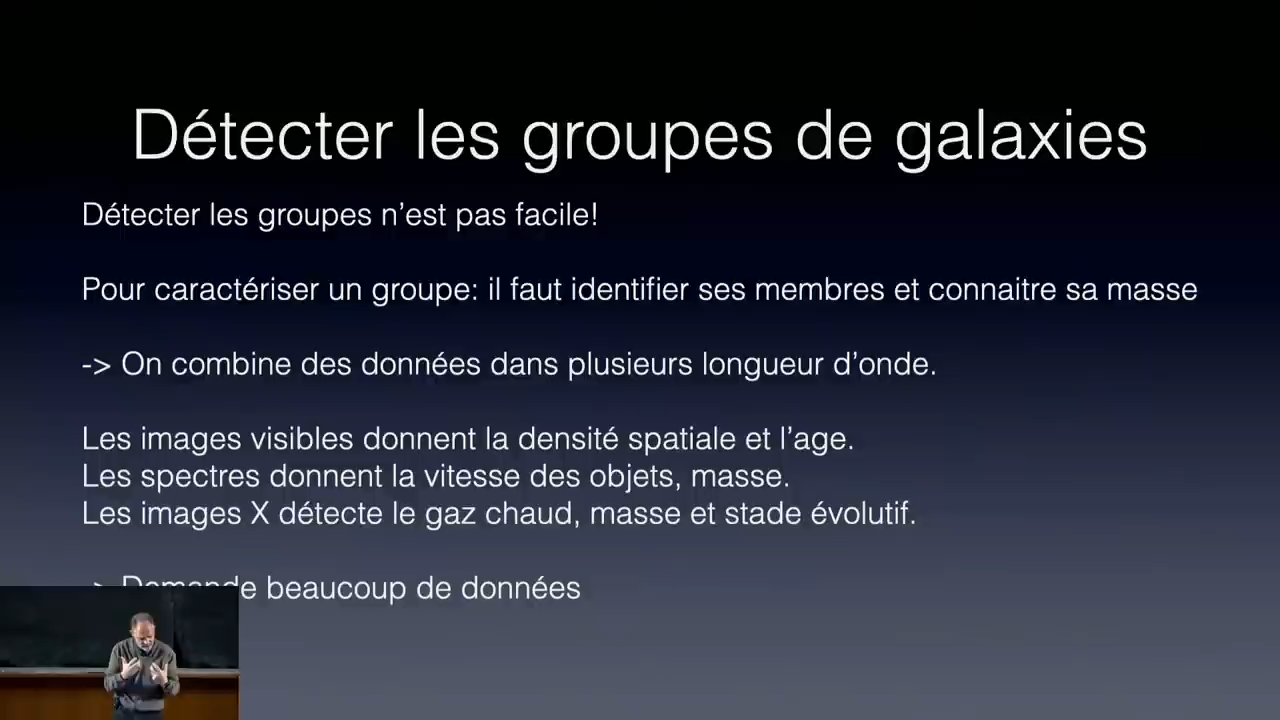 Détecter les groupes de galaxies
Détecter les groupes n’est pas facile!
Pour caractériser un groupe: il faut identifier ses membres et connaitre sa masse
-> On combine des données dans plusieurs longueur d’onde.
Les images visibles donnent la densité spatiale et l’age.
Les spectres donnent la vitesse des objets, masse.
Les images X détecte le gaz chaud, masse et stade évolutif.
-> Demande beaucoup de données